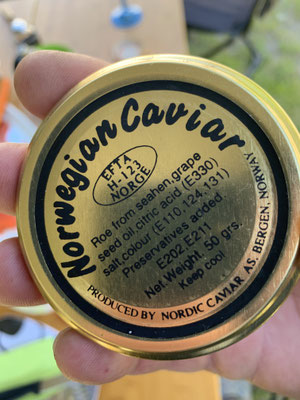 Norwegian Caviar
EFTA
H-123
NORGE
Roe from seahen,grape
seed oil,citric acid (E330)
salt,colour (E110,124,131)
Preservatives added
E202,E211
Net.Weight. 50 grs.
Keep cool
PRODUCED BY NORDIC CAVIAR AS. BERGEN, NORWAY